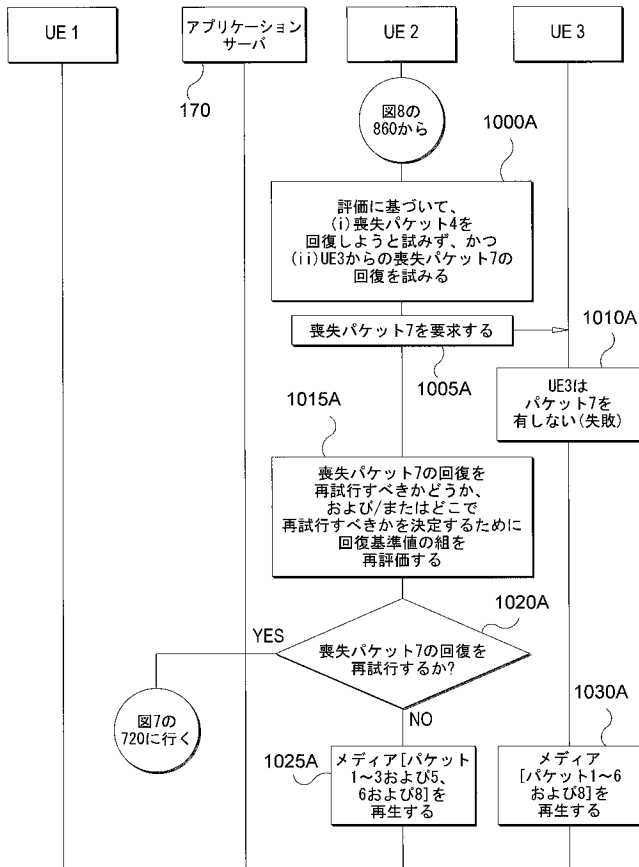 UE 1
アプリケーション
サーバ
UE 2
UE 3
170
図8の
860から
1000A
評価に基づいて、
(i)喪失パケット4を
回復しようと試みず、かつ
(ii)UE3からの喪失パケット7の
回復を試みる
喪失パケット7を要求する
1005A
1010A
UE3は
パケット7を
有しない(失敗)
1015A
喪失パケット7の回復を
再試行すべきかどうか、
および/またはどこで
再試行すべきかを決定するために
回復基準値の組を
再評価する
1020A
YES
喪失パケット7の回復を
再試行するか?
NO
図7の
720に行く
1025A
メディア[パケット
1~3および5、
6および8]を
再生する
1030A
メディア
[パケット1~6
および8]を
再生する